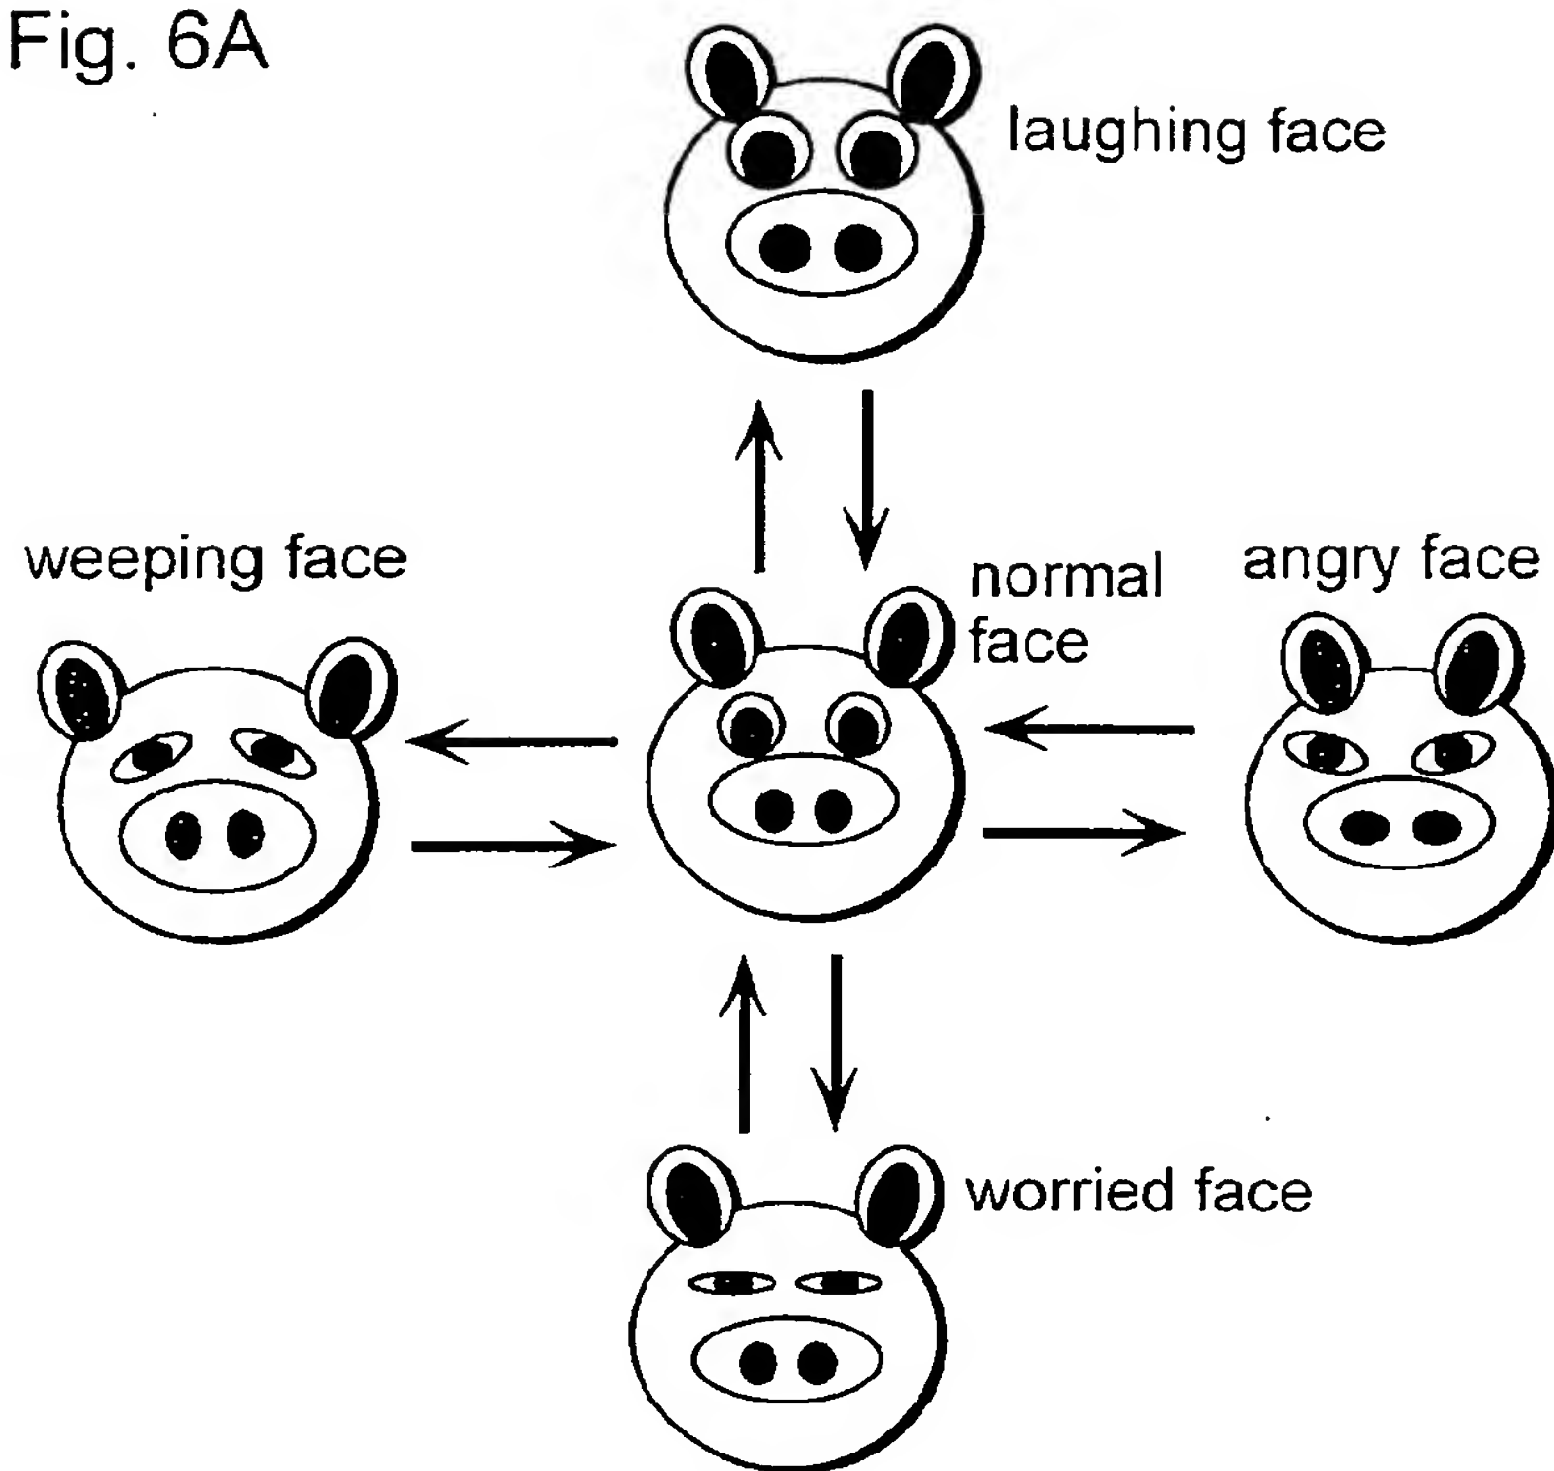 Fig. 6A
laughing face
weeping face
normal
face
angry face
worried face